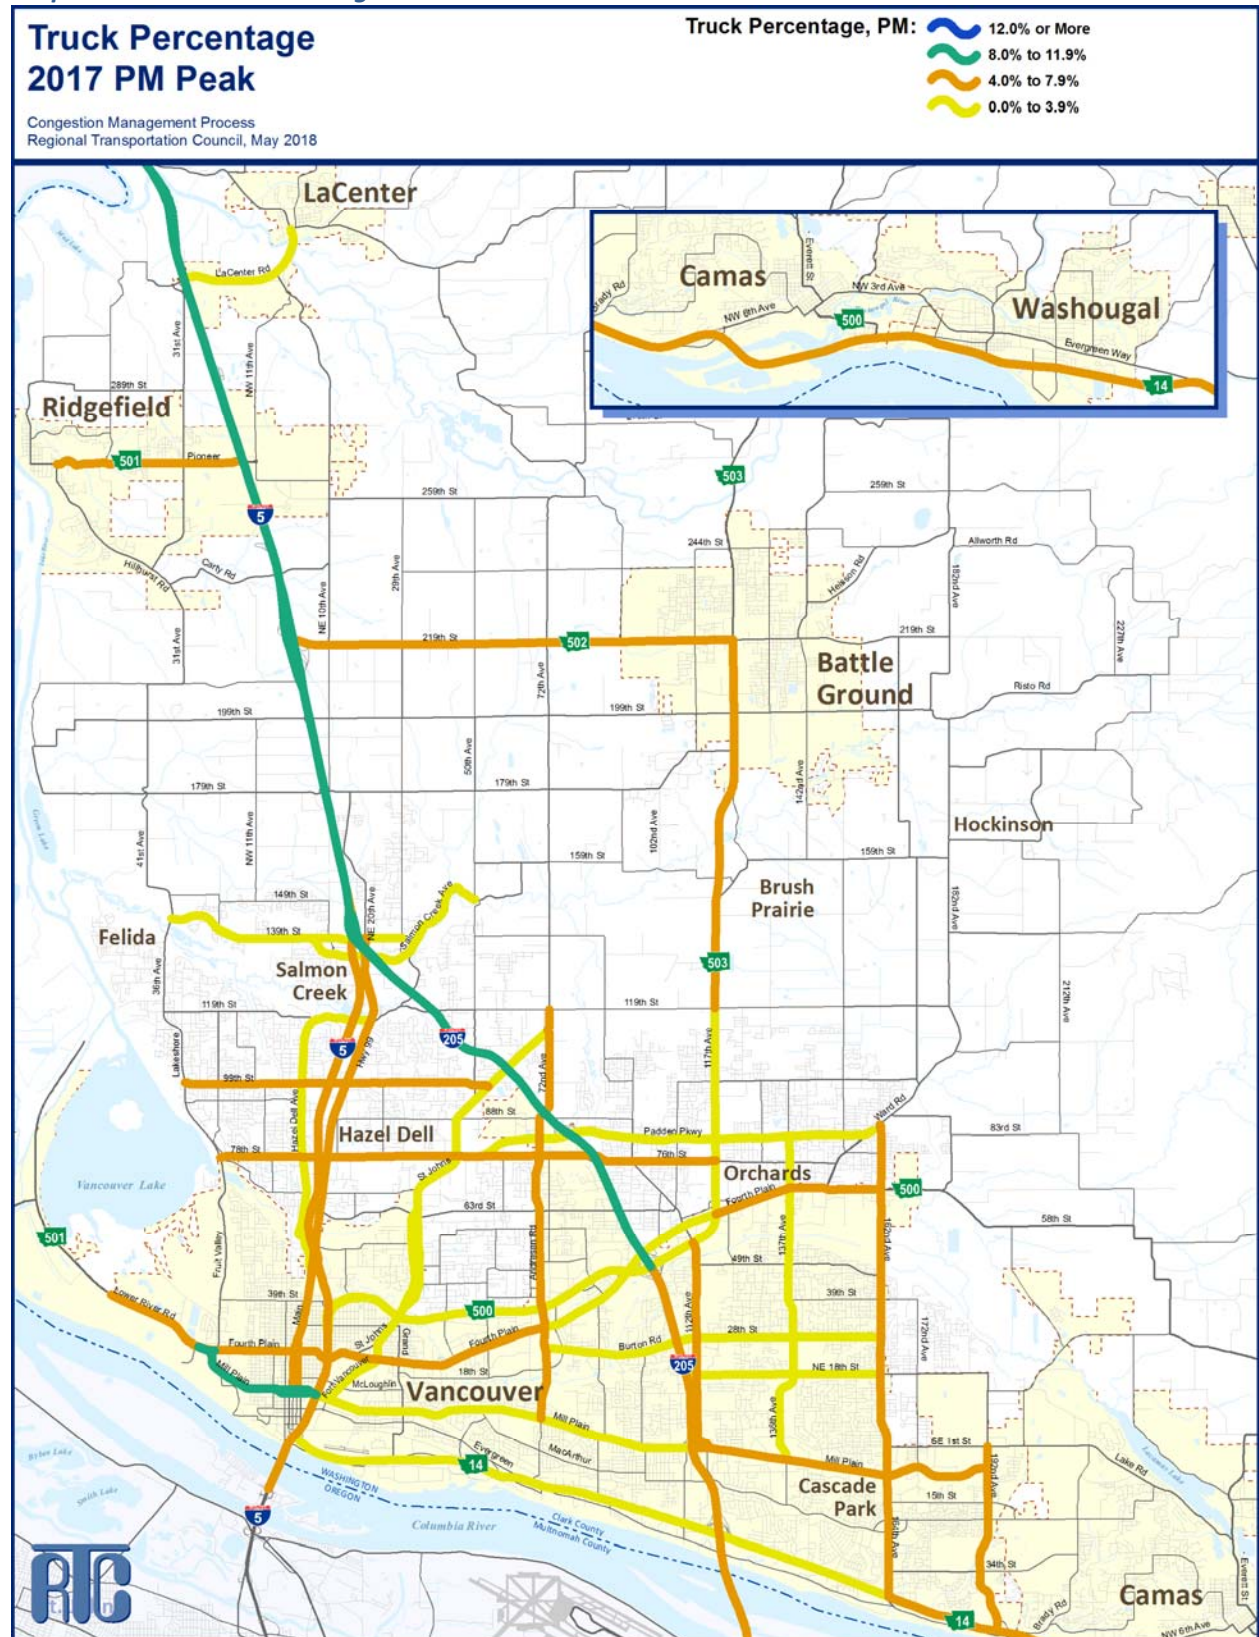 Truck Percentage
2017 PM Peak
Congestion Management Process
Regional Transportation Council, May 2018
Truck Percentage, PM:
12.0% or More
8.0% to 11.9%
4.0% to 7.9%
0.0% to 3.9%
LaCenter
LaCenter Rd
31st Ave
NW 11th Ave
289th St
Ridgefield
501
Pioneer
5
Camas
Everett St
NW 3rd Ave
Brady Rd
NW 6th Ave
500
Washougal
Evergreen Way
14
503
259th St
259th St
244th St
Allworth Rd
Hillhurst Rd
Carty Rd
NE 10th Ave
29th Ave
Heisson Rd
182nd Ave
31st Ave
219th St
502
72th Ave
219th St
227th Ave
Battle
Ground
Risto Rd
199th St
199th St
50th Ave
179th St
179th St
142nd Ave
41st Ave
NW 11th Ave
102nd Ave
Hockinson
159th St
159th St
149th St
NE 20th Ave
Salmon Creek Ave
Brush
Prairie
182nd Ave
Felida
139th St
36th Ave
Salmon
Creek
503
212th Ave
119th St
119th St
Lakeshore
5
Hwy 99
205
117th Ave
99th St
72nd Ave
Hazel Dell Ave
88th St
Ward Rd
Hazel Dell
Padden Pkwy
83rd St
78th St
St Johns
76th St
Orchards
Vancouver Lake
Fourth Plain
500
63rd St
501
58th St
Fruit Valley
Andresen Rd
137th Ave
162nd Ave
49th St
Lower River Rd
39th St
Main
39th St
500
112th Ave
172nd Ave
Fourth Plain
St Johns
Grand
Fourth Plain
28th St
Burton Rd
Mill Plain
Fort Vancouver
18th St
205
NE 18th St
McLoughlin
Vancouver
Mill Plain
136th Ave
Evergreen
MacArthur
SE 1st St
14
Mill Plain
Lake Rd
Lacamas Lake
192nd Ave
WASHINGTON
OREGON
Cascade
Park
15th St
Smith Lake
5
Columbia River
Clark County
Multnomah County
164th Ave
34th St
Everett St
RTC
Camas
14
Brady Rd
NW 6th Ave